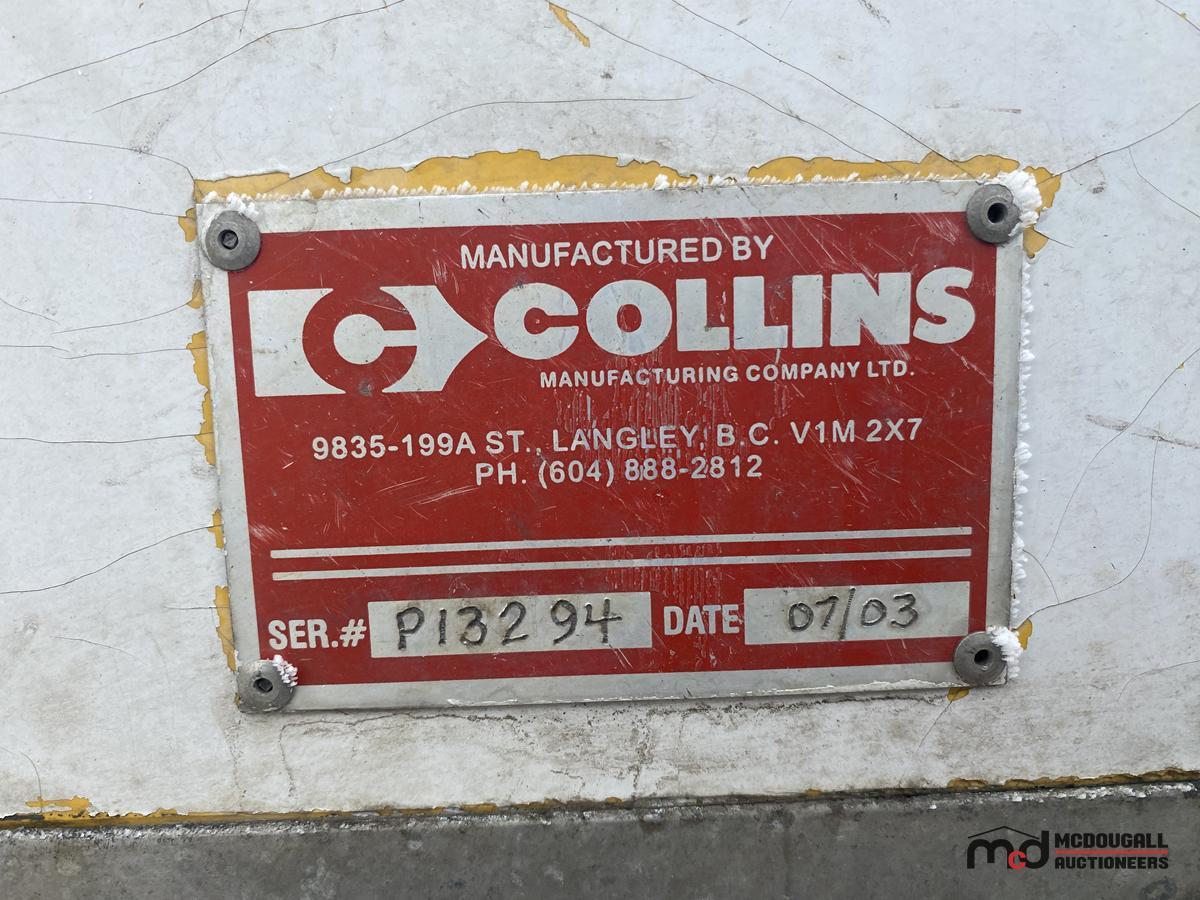 MANUFACTURED BY
COLLINS
MANUFACTURING COMPANY LTD.
9835-199A ST., LANGLEY, B.C. V1M 2X7
PH. (604) 888-2812
SER.# P13294 DATE 07/03
mcd MCDOUGALL
AUCTIONEERS